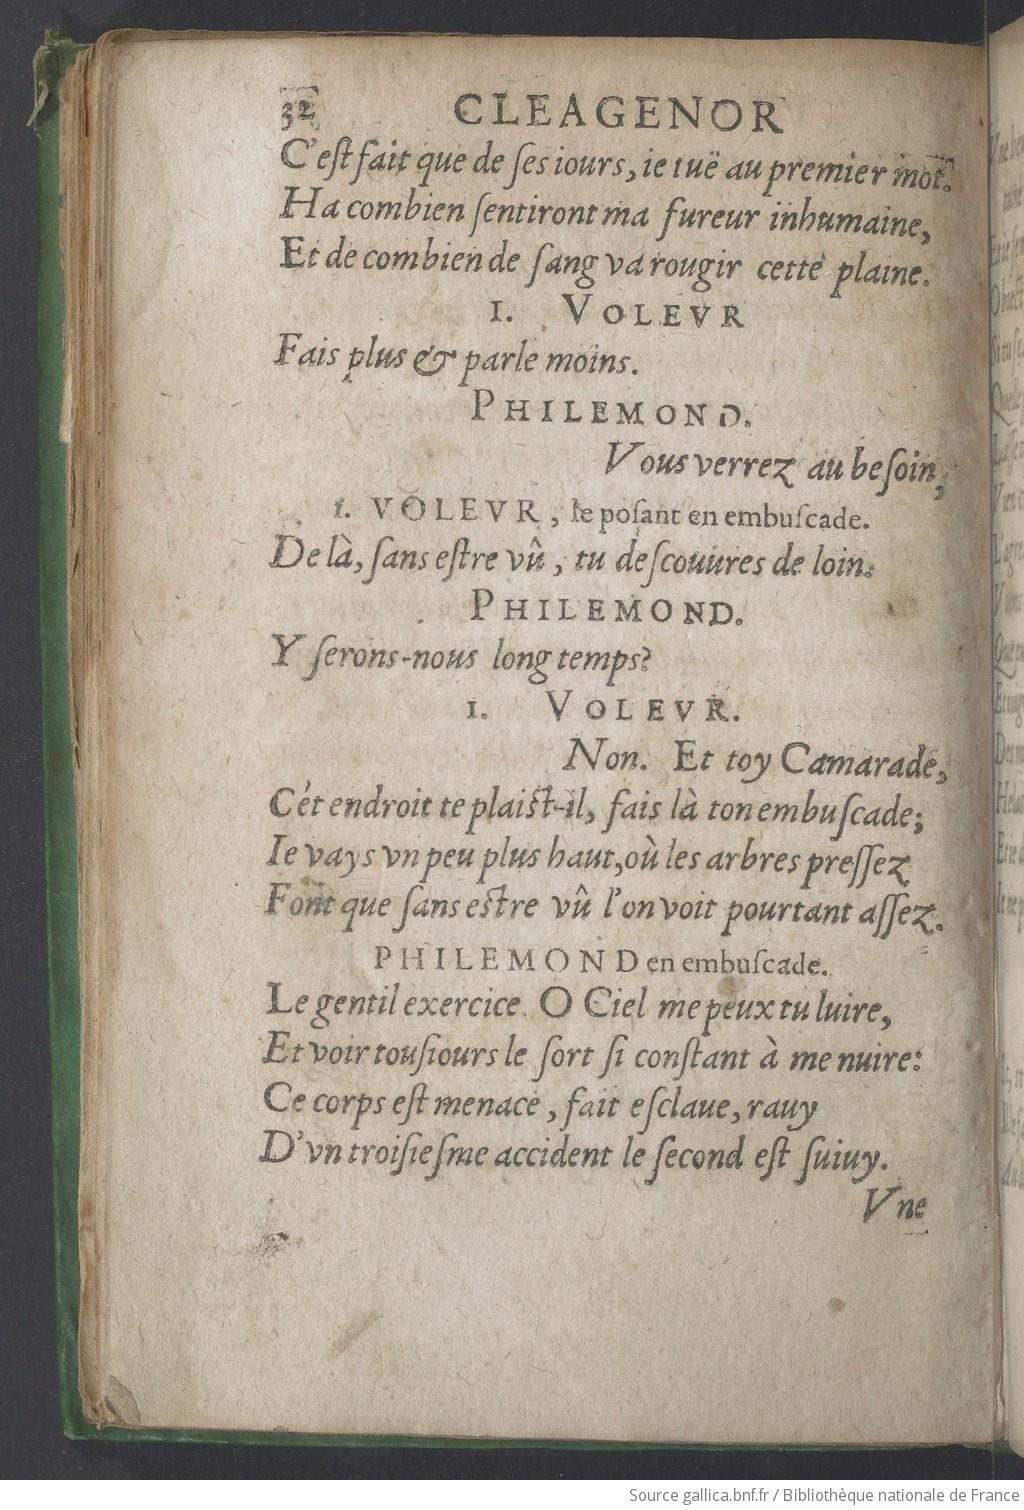 32 CLEAGENOR
C'eſt fait que de ſes iours, ie tuë au premier mot.
Ha combien ſentiront ma fureur inhumaine,
Et de combien de ſang va rougir cette plaine.
1. VOLEVR
Fais plus & parle moins.
PHILEMOND.
Vous verrez au beſoin,
1. VOLEVR, le poſant en embuſcade.
De là, ſans eſtre vû, tu deſcouures de loin.
PHILEMOND.
Y ſerons-nous long temps?
1. VOLEVR.
Non. Et toy Camarade,
Cét endroit te plaiſt-il, fais là ton embuſcade;
Ie vays vn peu plus haut, où les arbres preſſez
Font que ſans eſtre vû l'on voit pourtant aſſez.
PHILEMOND en embuſcade.
Le gentil exercice O Ciel me peux tu luire,
Et voir touſiours le ſort ſi conſtant à me nuire:
Ce corps eſt menacé, fait eſclaue, rauy
D'vn troiſieſme accident le ſecond eſt ſuiuy.
Vne
Source gallica.bnf.fr / Bibliothèque nationale de France